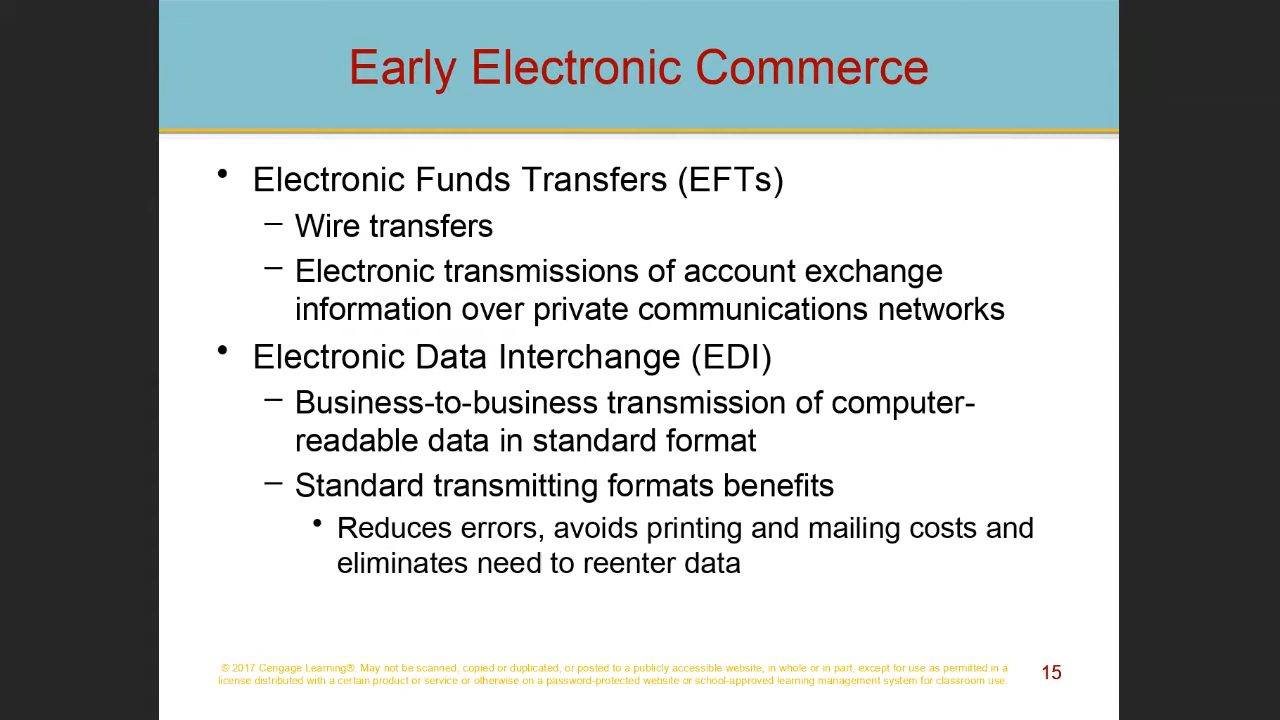 Early Electronic Commerce
• Electronic Funds Transfers (EFTs)
– Wire transfers
– Electronic transmissions of account exchange
information over private communications networks
• Electronic Data Interchange (EDI)
– Business-to-business transmission of computer-
readable data in standard format
– Standard transmitting formats benefits
• Reduces errors, avoids printing and mailing costs and
eliminates need to reenter data
© 2017 Cengage Learning®. May not be scanned, copied or duplicated, or posted to a publicly accessible website, in whole or in part, except for use as permitted in a
license distributed with a certain product or service or otherwise on a password-protected website or school-approved learning management system for classroom use.
15